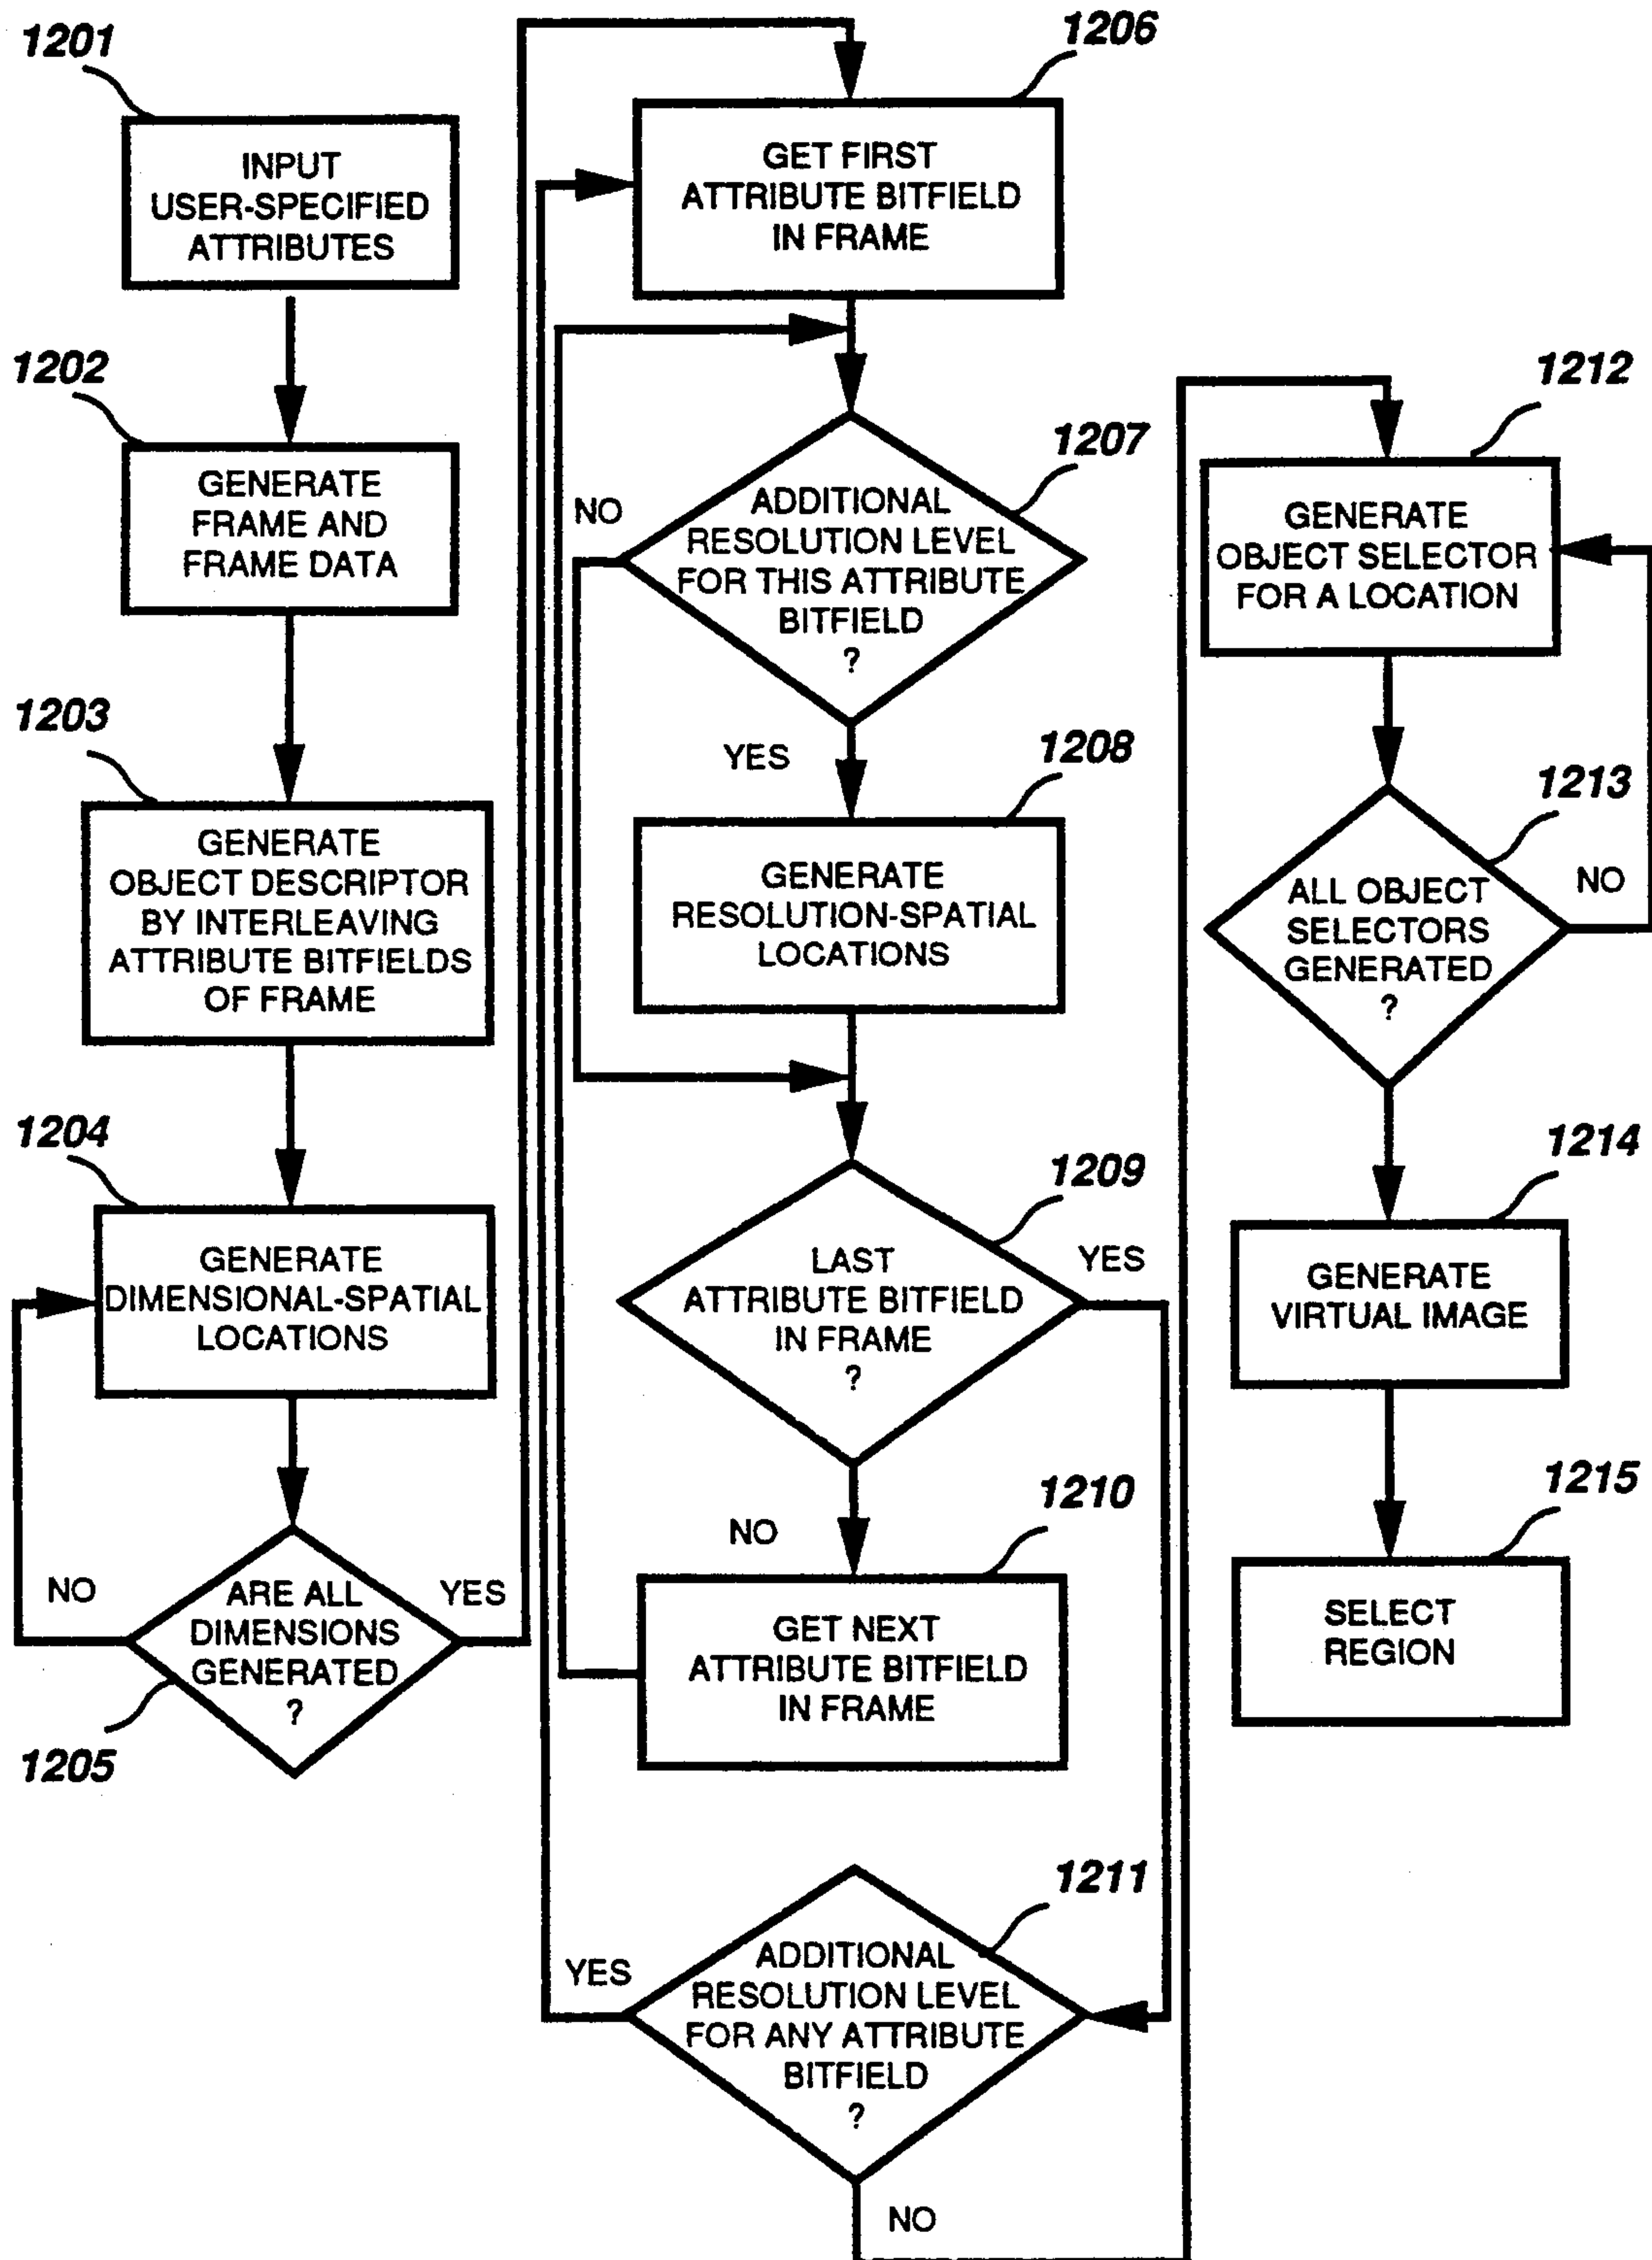 1201
INPUT
USER-SPECIFIED
ATTRIBUTES
1202
GENERATE
FRAME AND
FRAME DATA
1203
GENERATE
OBJECT DESCRIPTOR
BY INTERLEAVING
ATTRIBUTE BITFIELDS
OF FRAME
1204
GENERATE
DIMENSIONAL-SPATIAL
LOCATIONS
NO
YES
ARE ALL
DIMENSIONS
GENERATED
?
1205
1206
GET FIRST
ATTRIBUTE BITFIELD
IN FRAME
1207
NO
ADDITIONAL
RESOLUTION LEVEL
FOR THIS ATTRIBUTE
BITFIELD
?
YES
1208
GENERATE
RESOLUTION-SPATIAL
LOCATIONS
1209
LAST
ATTRIBUTE BITFIELD
IN FRAME
?
YES
NO
1210
GET NEXT
ATTRIBUTE BITFIELD
IN FRAME
1211
YES
ADDITIONAL
RESOLUTION LEVEL
FOR ANY ATTRIBUTE
BITFIELD
?
NO
1212
GENERATE
OBJECT SELECTOR
FOR A LOCATION
1213
ALL OBJECT
SELECTORS
GENERATED
?
NO
1214
GENERATE
VIRTUAL IMAGE
1215
SELECT
REGION